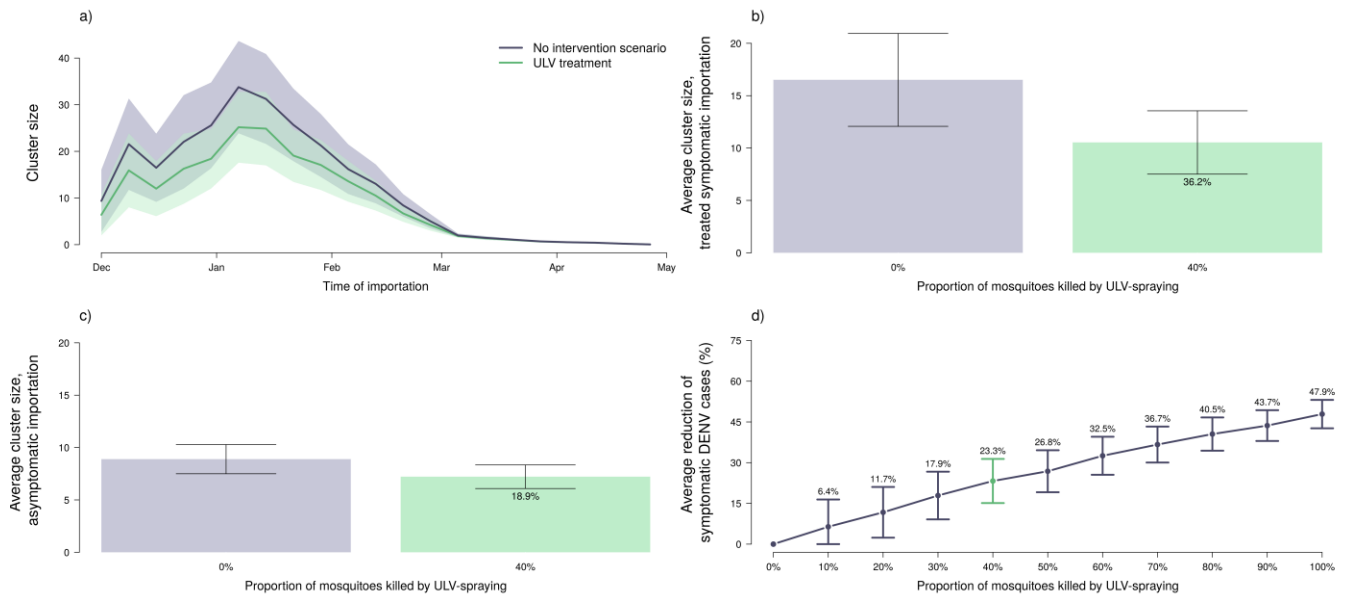 a)
Cluster size
40
30
20
10
0
No intervention scenario
ULV treatment
Dec
Jan
Feb
Mar
Apr
May
Time of importation
b)
Average cluster size,
treated symptomatic importation
20
15
10
5
0
36.2%
0%
40%
Proportion of mosquitoes killed by ULV-spraying
c)
Average cluster size,
asymptomatic importation
20
15
10
5
0
18.9%
0%
40%
Proportion of mosquitoes killed by ULV-spraying
d)
Average reduction of
symptomatic DENV cases (%)
75
60
45
30
15
0
6.4%
11.7%
17.9%
23.3%
26.8%
32.5%
36.7%
40.5%
43.7%
47.9%
0%
10%
20%
30%
40%
50%
60%
70%
80%
90%
100%
Proportion of mosquitoes killed by ULV-spraying